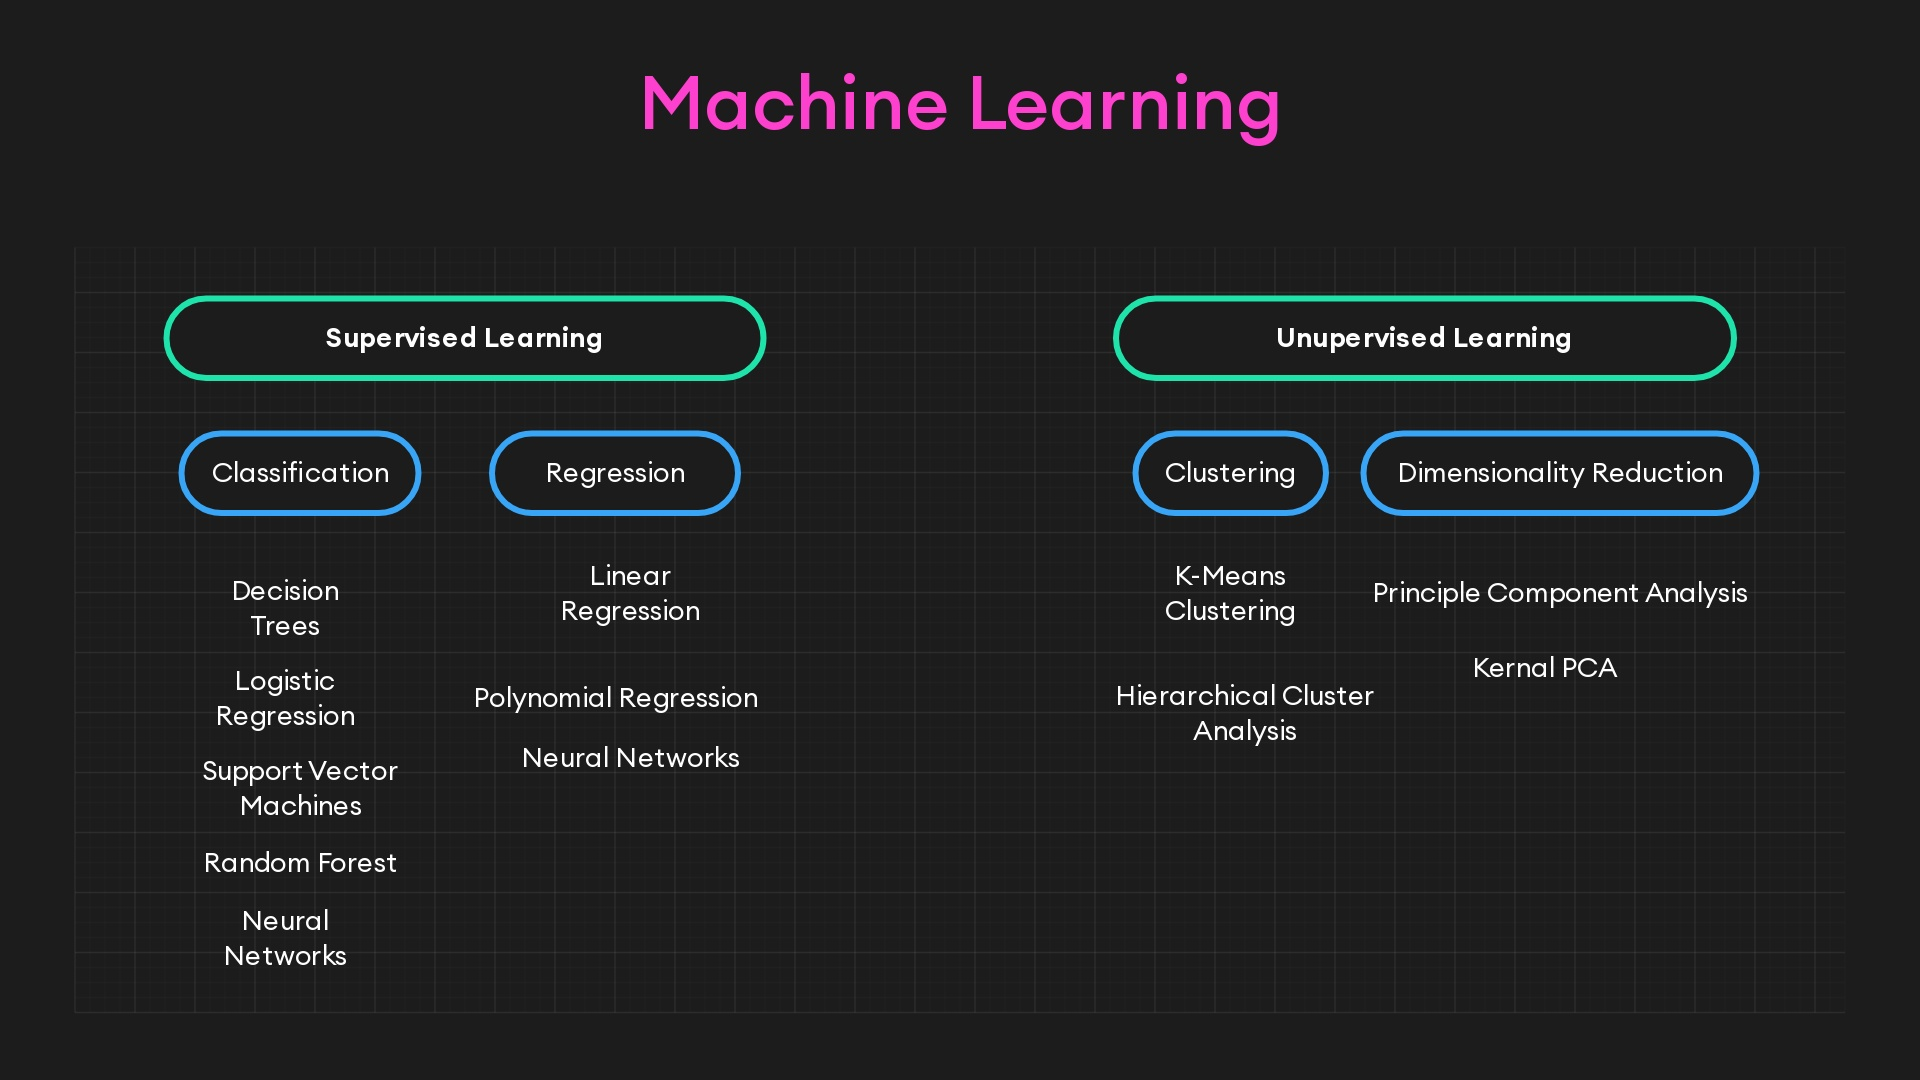 Machine Learning
Supervised Learning
Classification
Decision
Trees
Logistic
Regression
Support Vector
Machines
Random Forest
Neural
Networks
Regression
Linear
Regression
Polynomial Regression
Neural Networks
Unupervised Learning
Clustering
K-Means
Clustering
Hierarchical Cluster
Analysis
Dimensionality Reduction
Principle Component Analysis
Kernal PCA